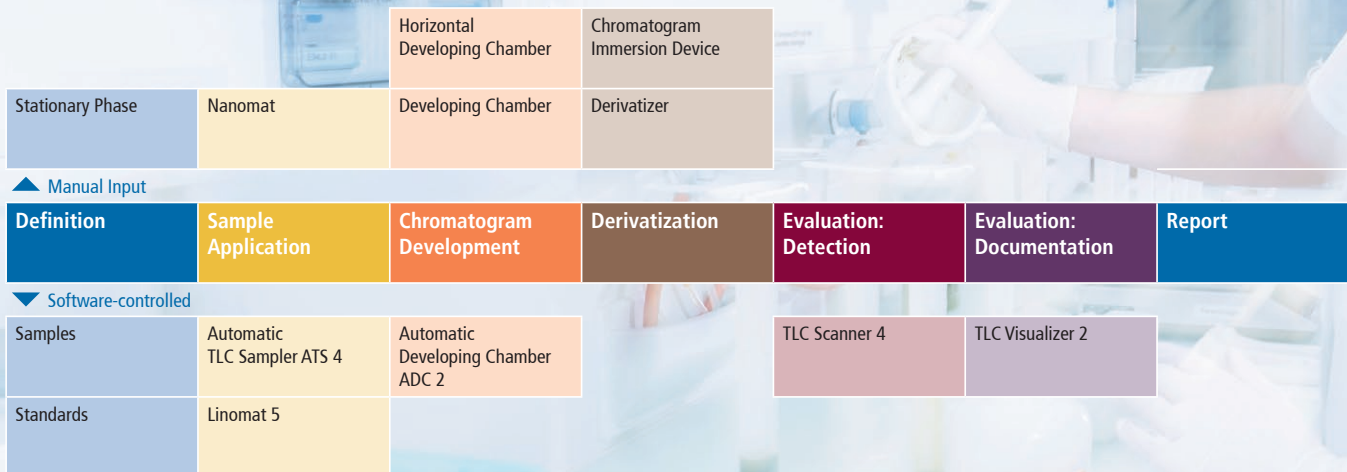 Horizontal
Developing Chamber
Chromatogram
Immersion Device
Stationary Phase
Nanomat
Developing Chamber
Derivatizer
Manual Input
Definition
Sample
Application
Chromatogram
Development
Derivatization
Evaluation:
Detection
Evaluation:
Documentation
Report
Software-controlled
Samples
Automatic
TLC Sampler ATS 4
Automatic
Developing Chamber
ADC 2
TLC Scanner 4
TLC Visualizer 2
Standards
Linomat 5